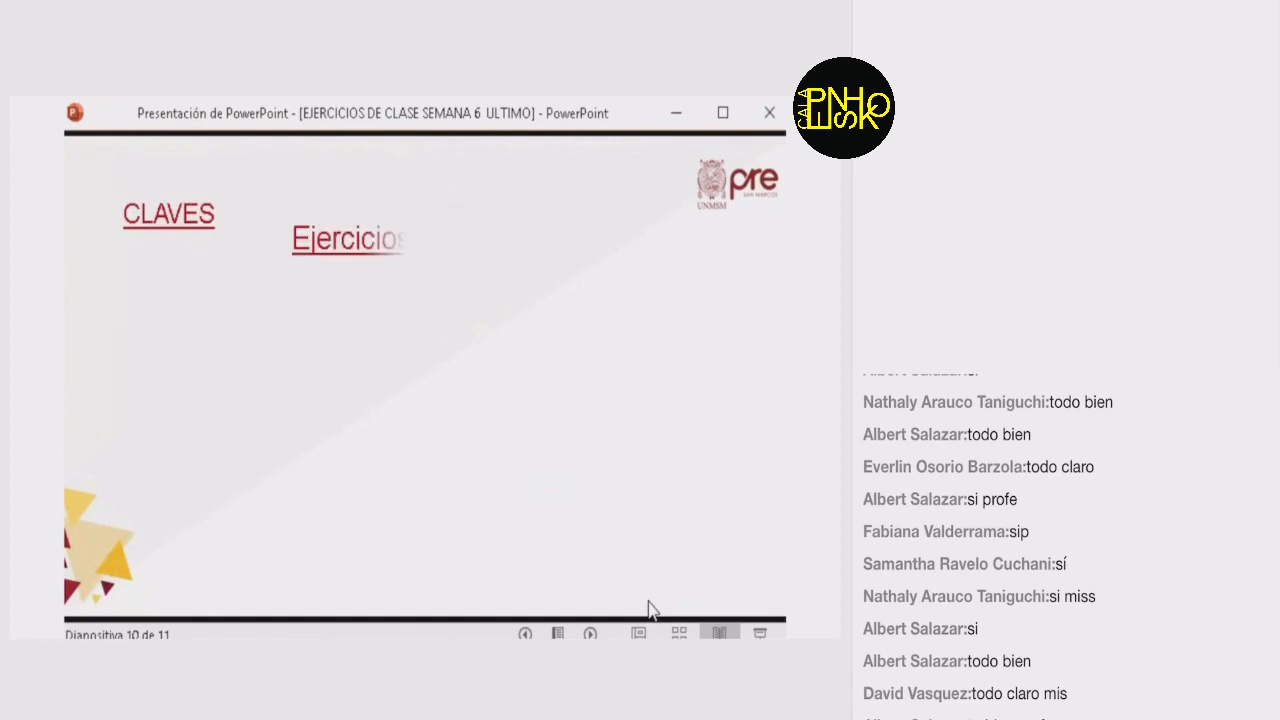 Presentación de PowerPoint - [EJERCICIOS DE CLASE SEMANA 6 ULTIMO] - PowerPoint
pre
SAN MARCOS
UNMSM
CLAVES
Ejercicios
Diapositiva 10 de 11
Nathaly Arauco Taniguchi:todo bien
Albert Salazar:todo bien
Everlin Osorio Barzola:todo claro
Albert Salazar:si profe
Fabiana Valderrama:sip
Samantha Ravelo Cuchani:sí
Nathaly Arauco Taniguchi:si miss
Albert Salazar:si
Albert Salazar:todo bien
David Vasquez:todo claro mis